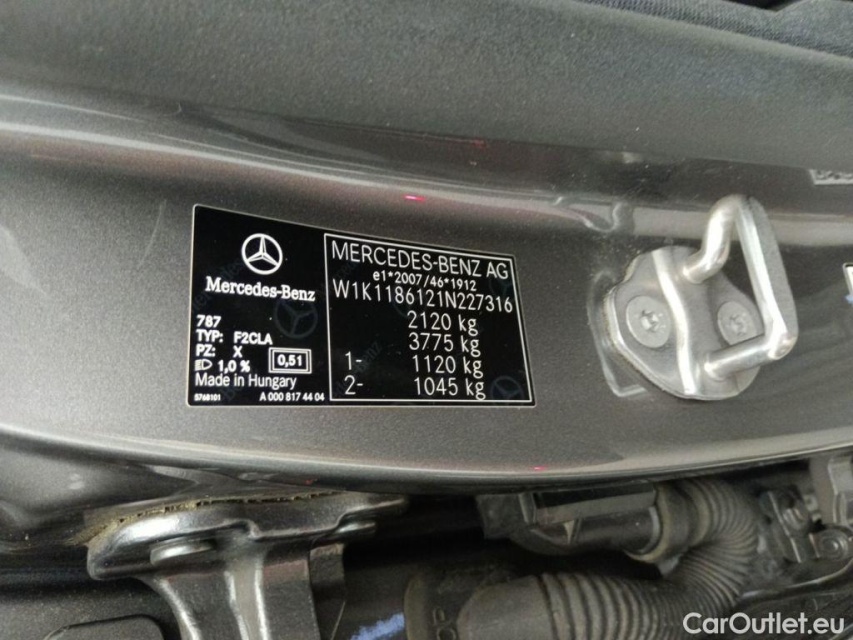 Mercedes-Benz
787
TYP: F2CLA
PZ: X
1,0 % 0,51
Made in Hungary
5768101 A 000 817 44 04
MERCEDES-BENZ AG
e1*2007/46*1912
W1K1186121N227316
2120 kg
3775 kg
1- 1120 kg
2- 1045 kg
CarOutlet.eu